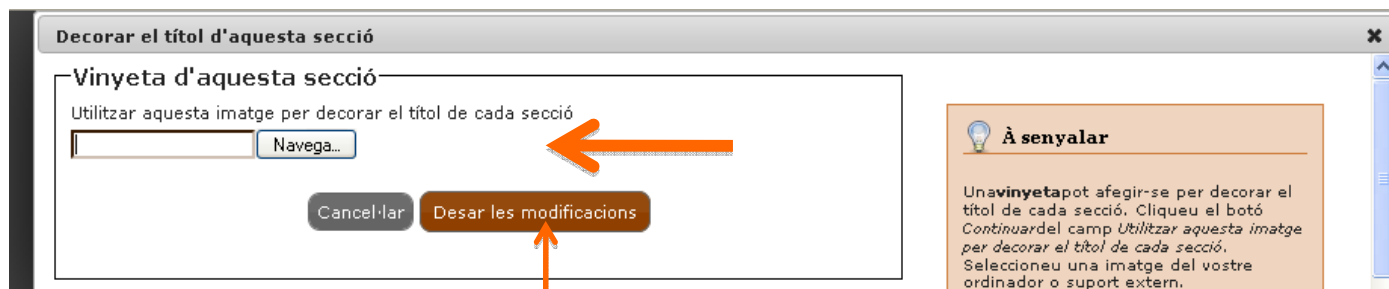 Decorar el títol d'aquesta secció
Vinyeta d'aquesta secció
Utilitzar aquesta imatge per decorar el títol de cada secció
Navega...
Cancel·lar
Desar les modificacions
À senyalar
Unavinyetapot afegir-se per decorar el
títol de cada secció. Cliqueu el botó
Continuardel camp Utilitzar aquesta imatge
per decorar el títol de cada secció.
Seleccioneu una imatge del vostre
ordinador o suport extern.